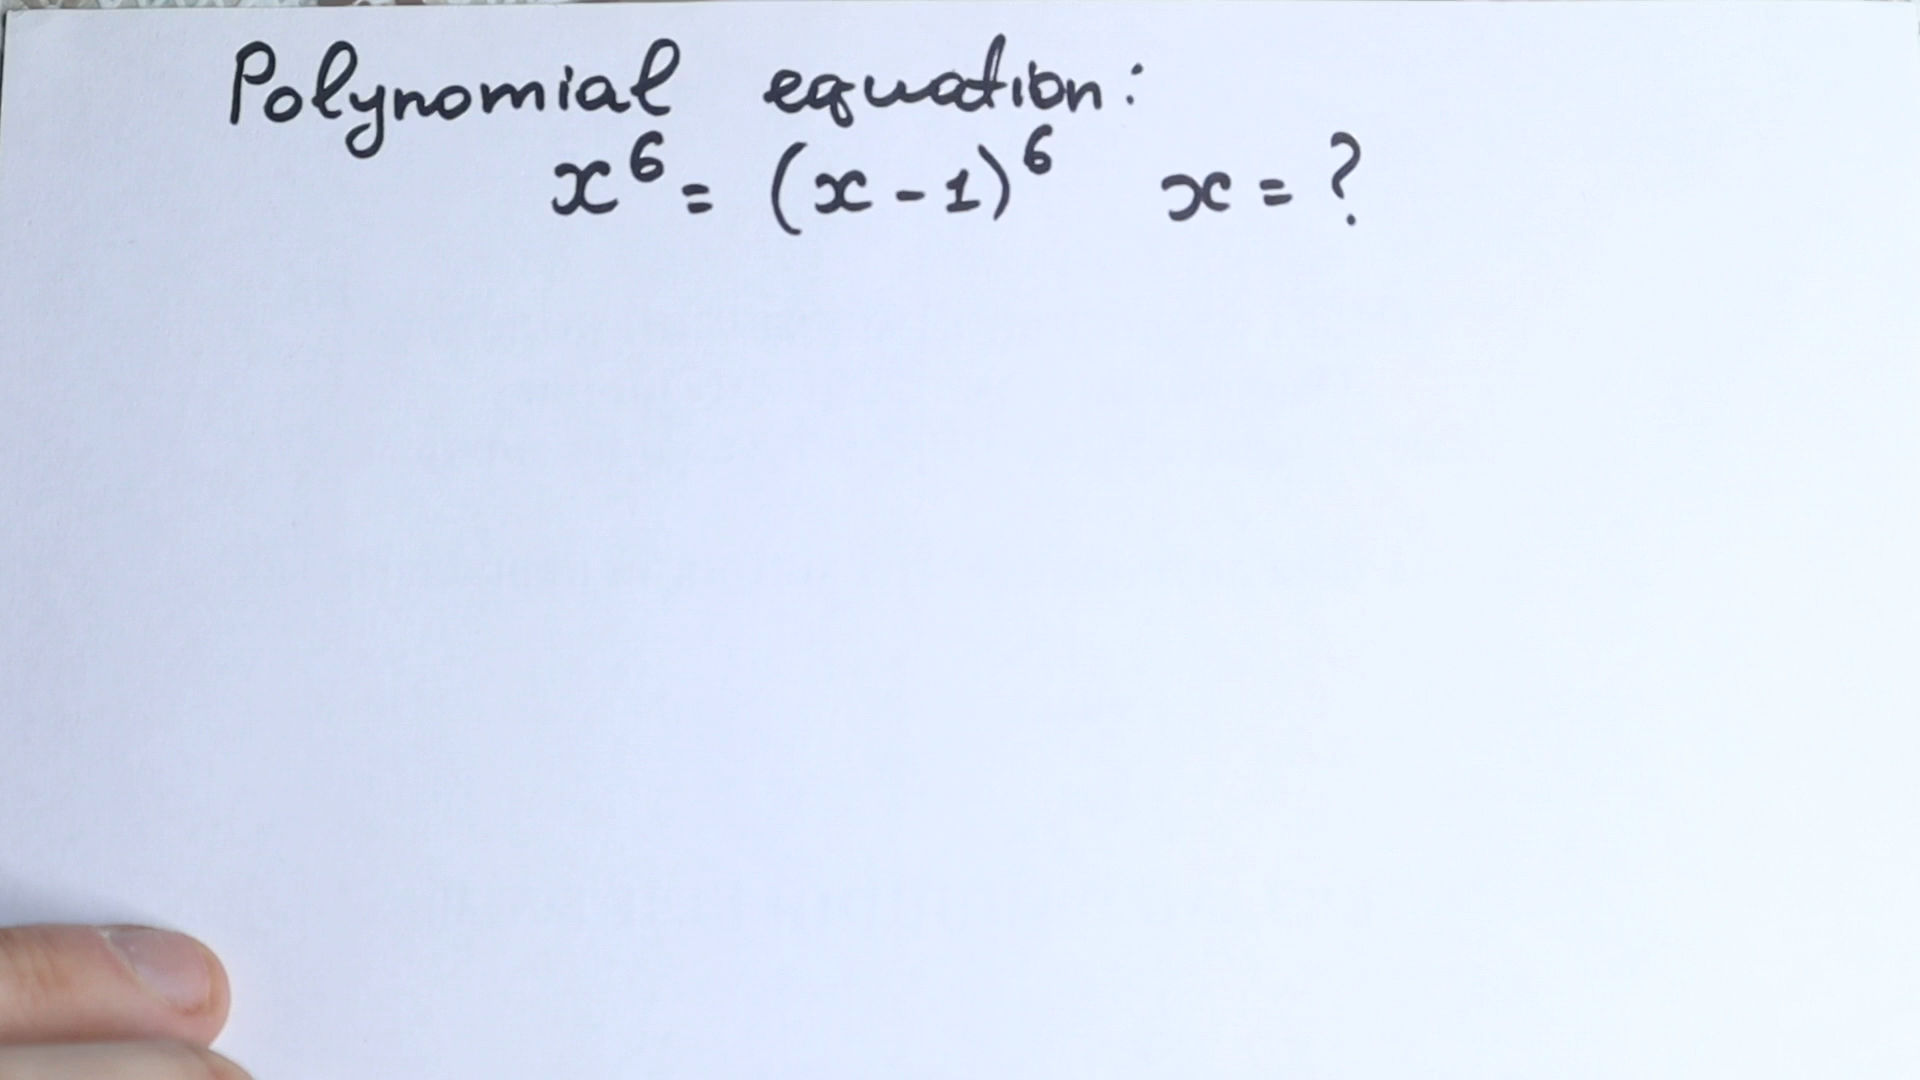 Polynomial equation:
x⁶ = (x - 1)⁶ x = ?